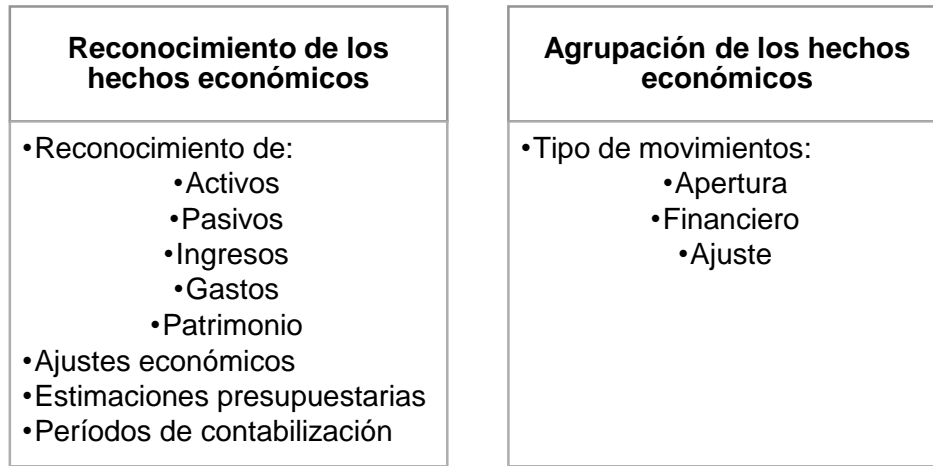 Reconocimiento de los
hechos económicos
•Reconocimiento de:
•Activos
•Pasivos
•Ingresos
•Gastos
•Patrimonio
•Ajustes económicos
•Estimaciones presupuestarias
•Períodos de contabilización
Agrupación de los hechos
económicos
•Tipo de movimientos:
•Apertura
•Financiero
•Ajuste